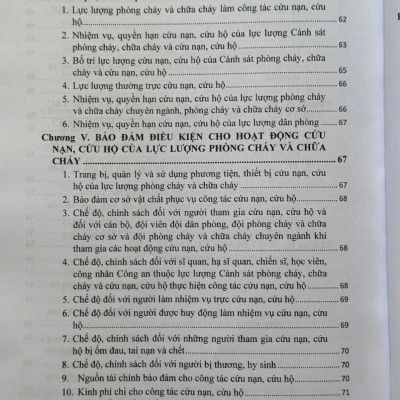 1. Lực lượng phòng cháy và chữa cháy làm công tác cứu nạn, cứu
hộ 62
2. Nhiệm vụ, quyền hạn cứu nạn, cứu hộ của lực lượng Cảnh sát
phòng cháy, chữa cháy và cứu nạn, cứu hộ 63
3. Bố trí lực lượng cứu nạn, cứu hộ của Cảnh sát phòng cháy, chữa
cháy và cứu nạn, cứu hộ 65
4. Lực lượng thường trực cứu nạn, cứu hộ 66
5. Nhiệm vụ, quyền hạn cứu nạn, cứu hộ của lực lượng phòng cháy
và chữa cháy chuyên ngành, phòng cháy và chữa cháy cơ sở 66
6. Nhiệm vụ, quyền hạn cứu nạn, cứu hộ của lực lượng dân phòng 67
Chương V. BẢO ĐẢM ĐIỀU KIỆN CHO HOẠT ĐỘNG CỨU
NẠN, CỨU HỘ CỦA LỰC LƯỢNG PHÒNG CHÁY VÀ CHỮA
CHÁY 67
1. Trang bị, quản lý và sử dụng phương tiện, thiết bị cứu nạn, cứu
hộ của lực lượng phòng cháy và chữa cháy 67
2. Bảo đảm cơ sở vật chất phục vụ công tác cứu nạn, cứu hộ 68
3. Chế độ, chính sách đối với người tham gia cứu nạn, cứu hộ và
đối với cán bộ, đội viên đội dân phòng, đội phòng cháy và chữa
cháy cơ sở và đội phòng cháy và chữa cháy chuyên ngành khi
tham gia các hoạt động cứu nạn, cứu hộ 68
4. Chế độ, chính sách đối với sĩ quan, hạ sĩ quan, chiến sĩ, học viên,
công nhân Công an thuộc lực lượng Cảnh sát phòng cháy, chữa
cháy và cứu nạn, cứu hộ thực hiện công tác cứu nạn, cứu hộ 68
5. Chế độ đối với người làm nhiệm vụ trực cứu nạn, cứu hộ 69
6. Chế độ đối với người được huy động làm nhiệm vụ cứu nạn, cứu
hộ 69
7. Chế độ, chính sách đối với những người tham gia cứu nạn, cứu
hộ bị ốm đau, tai nạn và chết 70
8. Chế độ, chính sách đối với người bị thương, hy sinh 70
9. Nguồn tài chính bảo đảm cho công tác cứu nạn, cứu hộ 70
10. Kinh phí chi cho công tác cứu nạn, cứu hộ 71